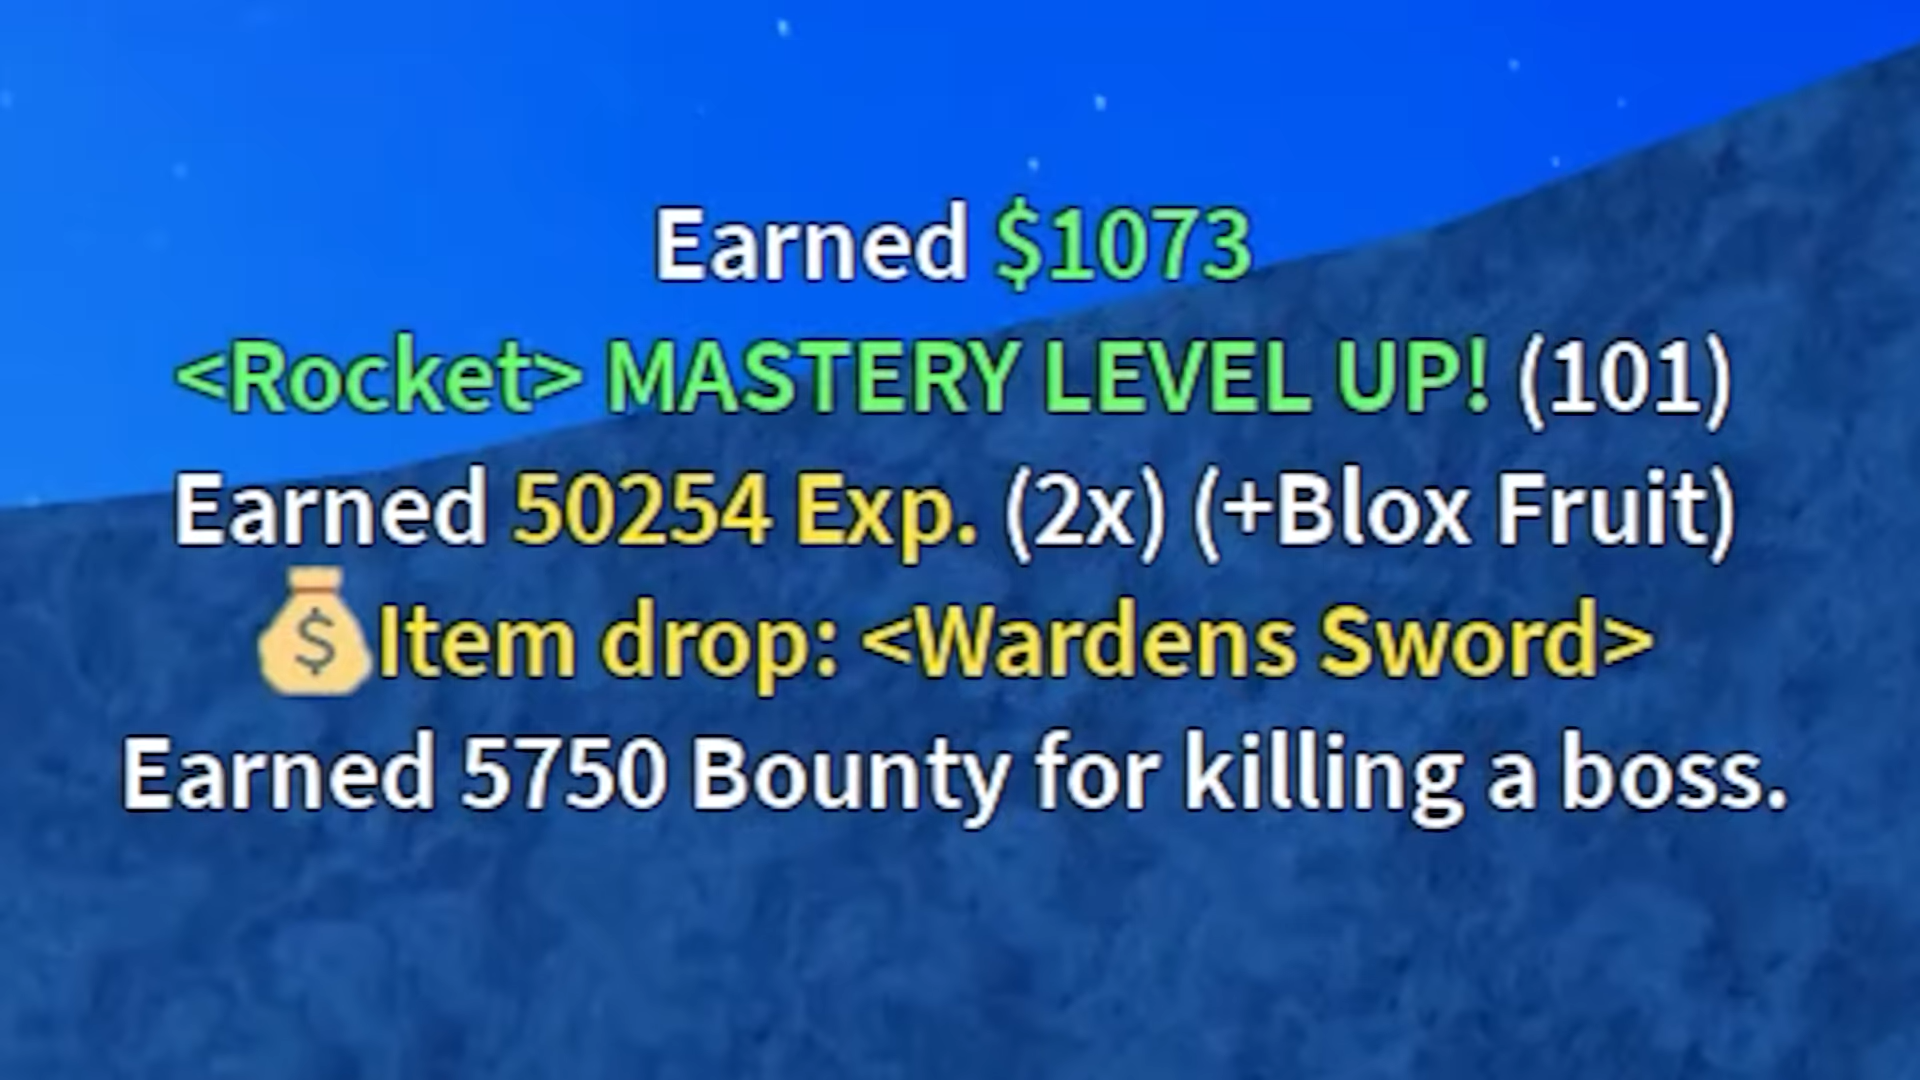 Earned $1073
<Rocket> MASTERY LEVEL UP! (101)
Earned 50254 Exp. (2x) (+Blox Fruit)
💰Item drop: <Wardens Sword>
Earned 5750 Bounty for killing a boss.